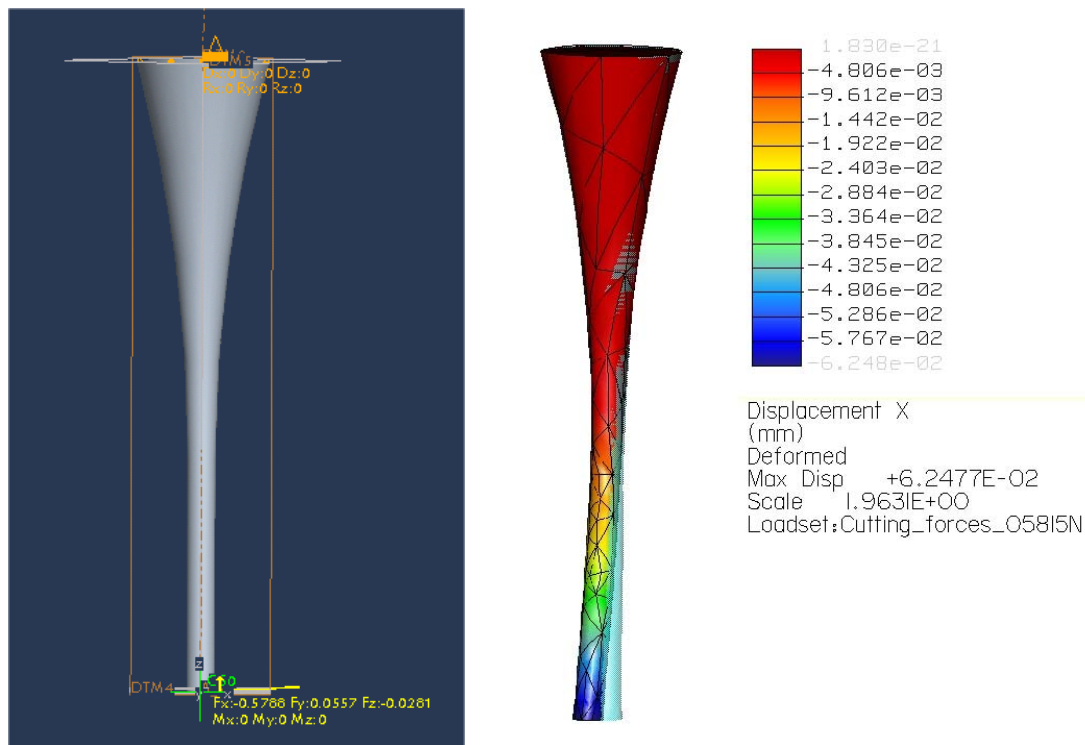 Dx:0 Dy:0 Dz:0
Rx:0 Ry:0 Rz:0
z
DTM4
x
Fx:-0.5788 Fy:0.0557 Fz:-0.0281
Mx:0 My:0 Mz:0
1.830e-21
-4.806e-03
-9.612e-03
-1.442e-02
-1.922e-02
-2.403e-02
-2.884e-02
-3.364e-02
-3.845e-02
-4.325e-02
-4.806e-02
-5.286e-02
-5.767e-02
-6.248e-02
Displacement X
(mm)
Deformed
Max Disp +6.2477E-02
Scale 1.9631E+00
Loadset:Cutting_forces_05815N